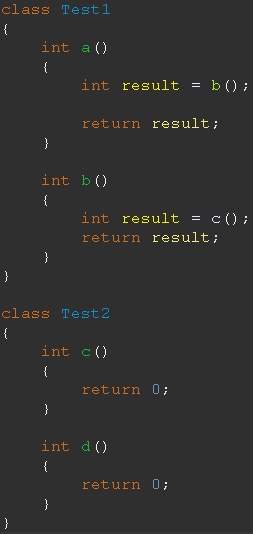 class Test1
{
    int a()
    {
        int result = b();

        return result;
    }

    int b()
    {
        int result = c();
        return result;
    }
}

class Test2
{
    int c()
    {
        return 0;
    }

    int d()
    {
        return 0;
    }
}